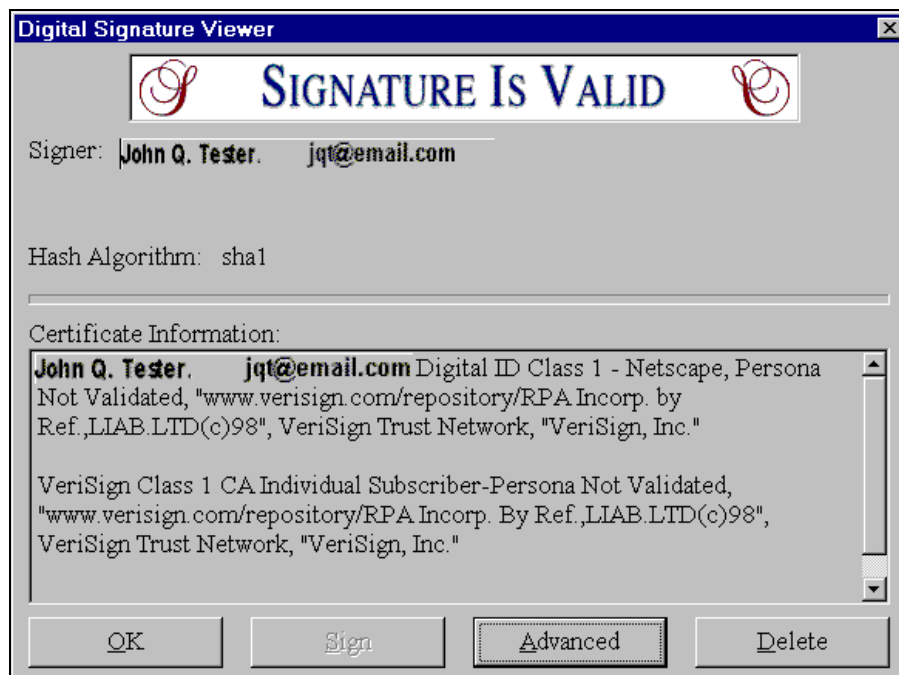 Digital Signature Viewer
SIGNATURE IS VALID
Signer: John Q. Tester. jqt@email.com
Hash Algorithm: sha1
Certificate Information:
John Q. Tester. jqt@email.com Digital ID Class 1 - Netscape, Persona
Not Validated, "www.verisign.com/repository/RPA Incorp. by
Ref.,LIAB.LTD(c)98", VeriSign Trust Network, "VeriSign, Inc."
VeriSign Class 1 CA Individual Subscriber-Persona Not Validated,
"www.verisign.com/repository/RPA Incorp. By Ref.,LIAB.LTD(c)98",
VeriSign Trust Network, "VeriSign, Inc."
OK Sign Advanced Delete